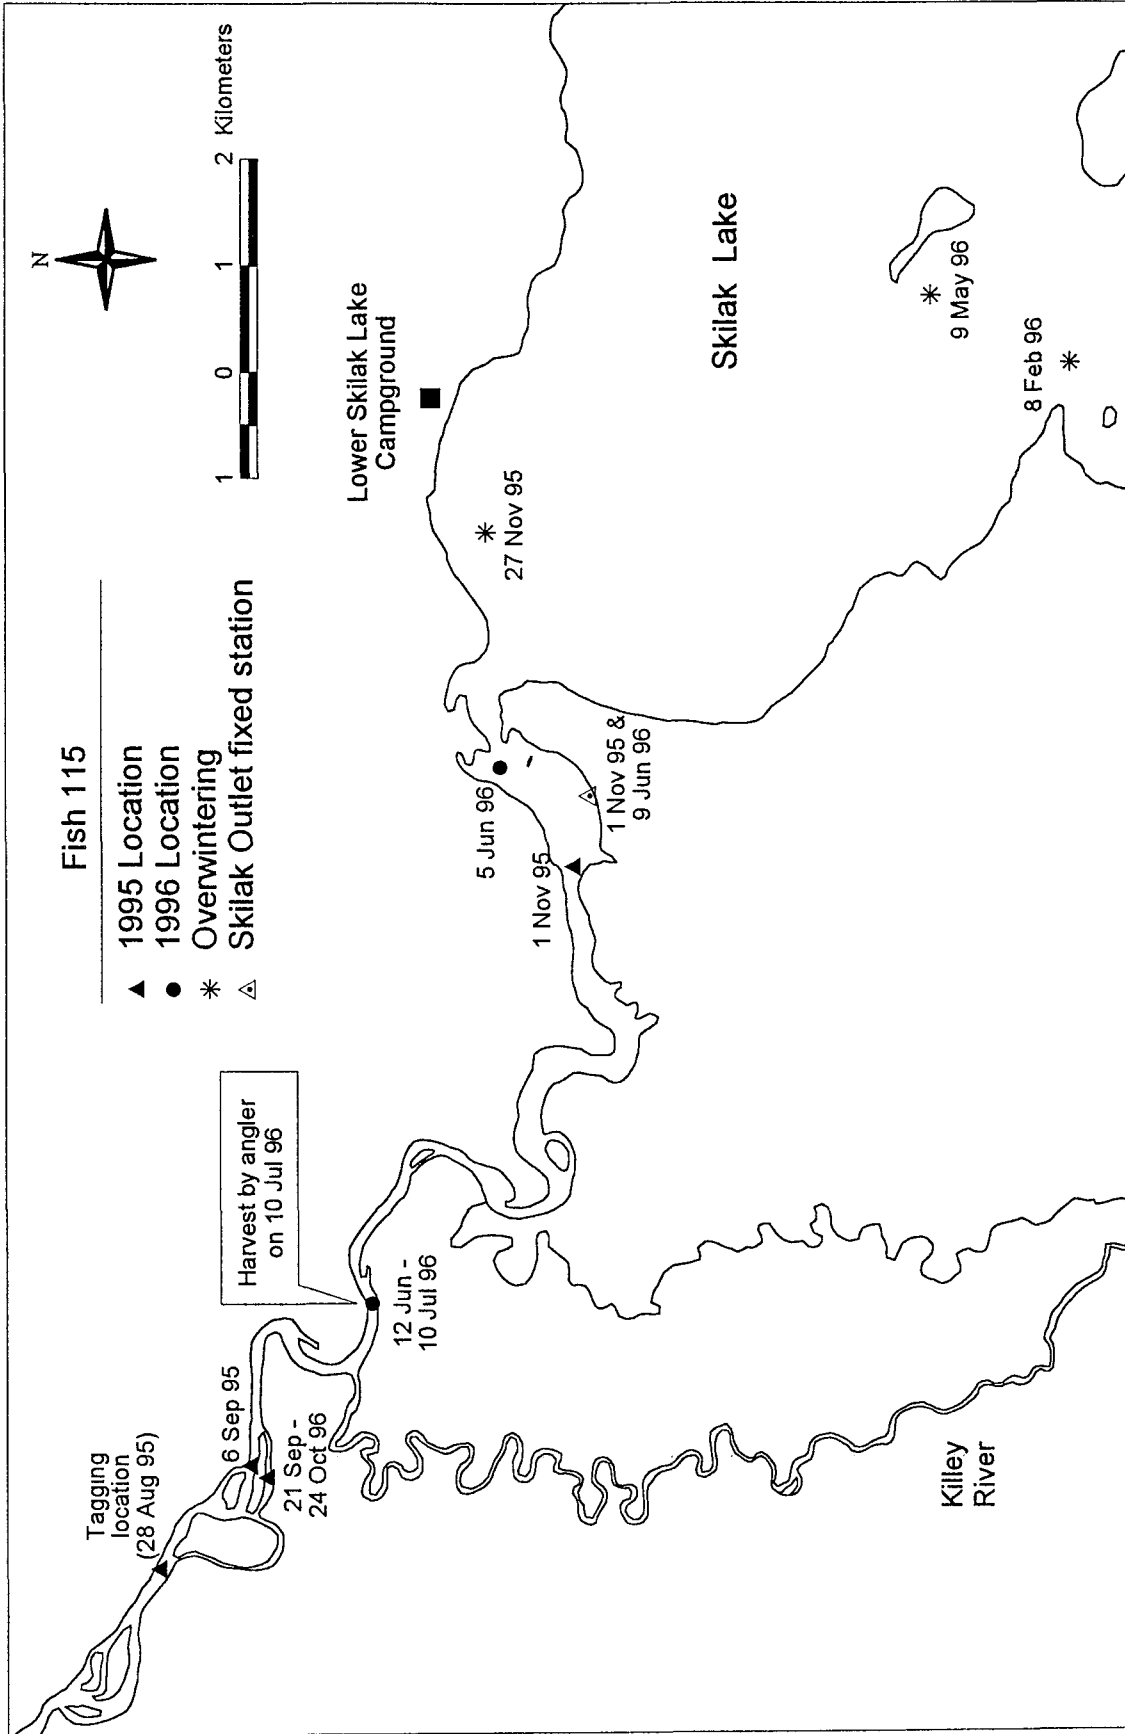 Fish 115
1995 Location
1996 Location
Overwintering
Skilak Outlet fixed station
N
1
0
1
2
Kilometers
Tagging
location
(28 Aug 95)
6 Sep 95
21 Sep -
24 Oct 96
Harvest by angler
on 10 Jul 96
12 Jun -
10 Jul 96
1 Nov 95
5 Jun 96
1 Nov 95 &
9 Jun 96
27 Nov 95
Lower Skilak Lake
Campground
Skilak Lake
8 Feb 96
9 May 96
Killey
River